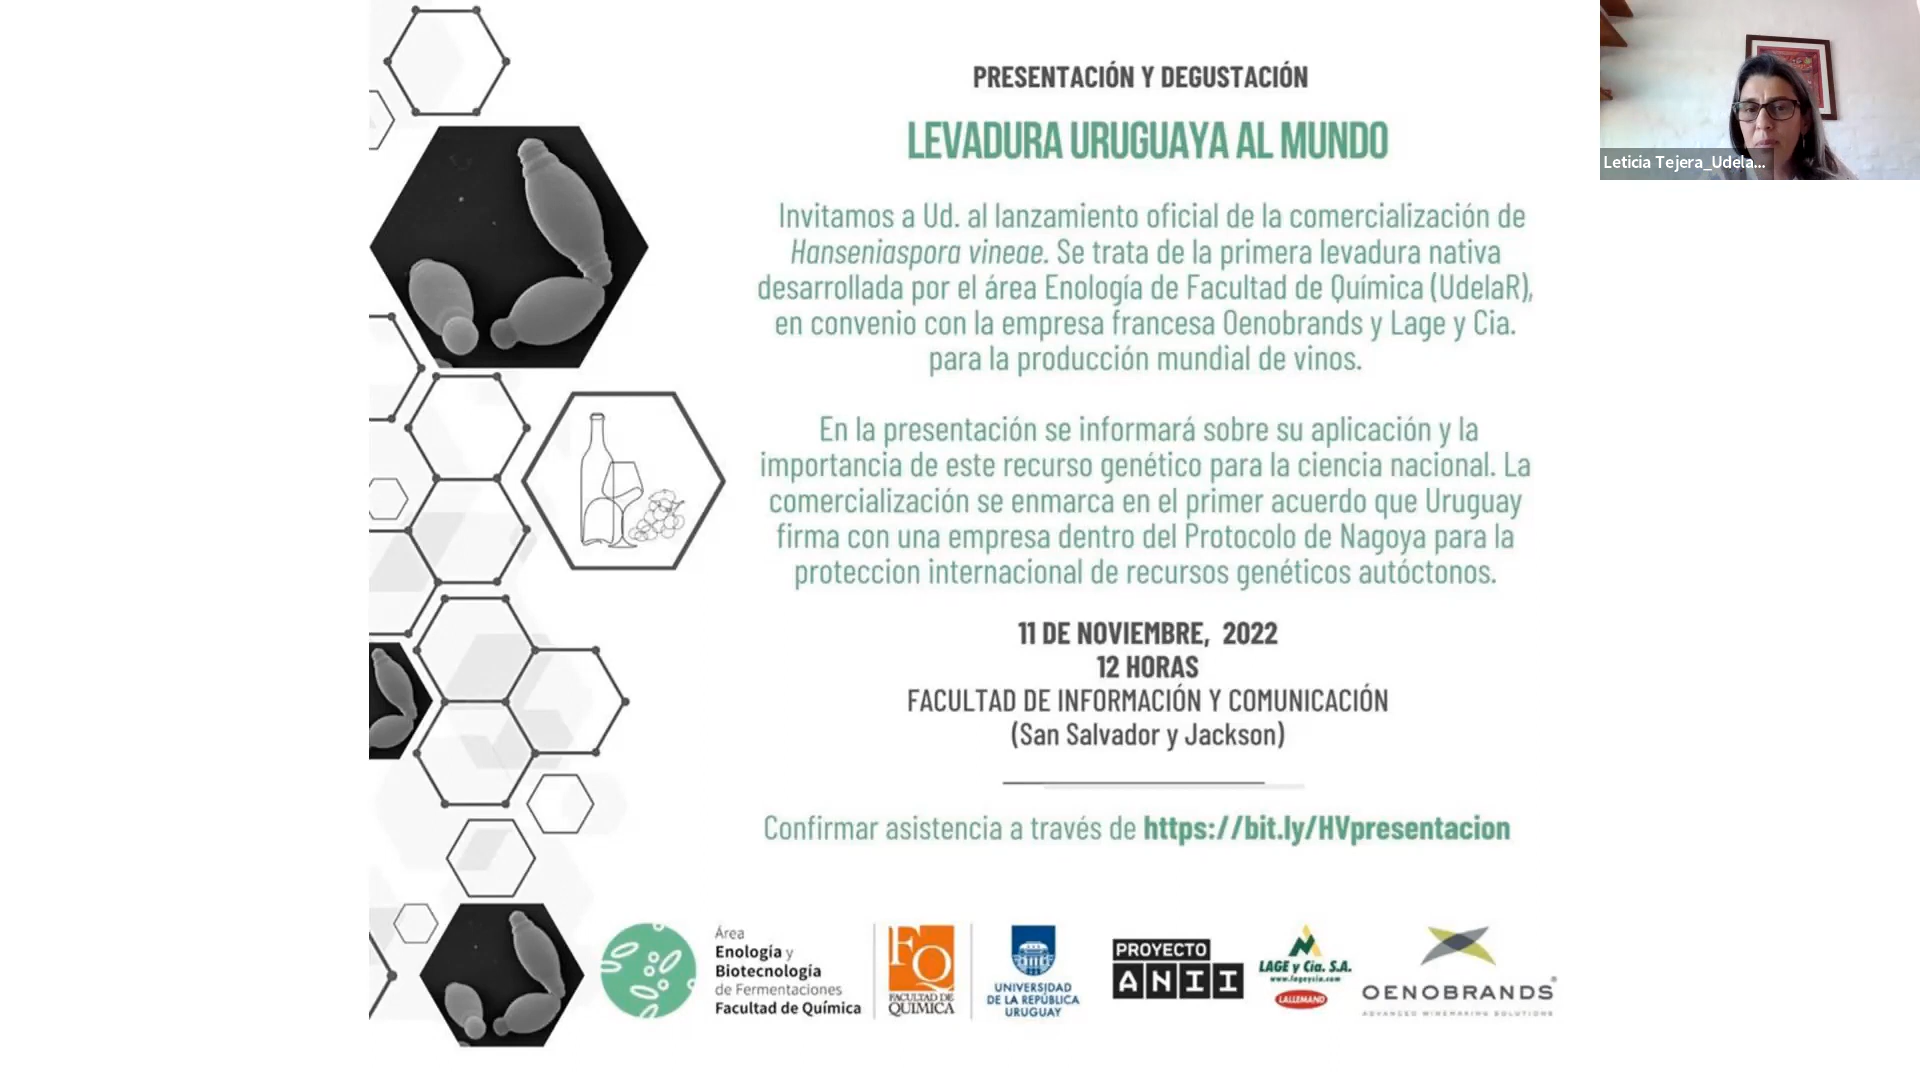 PRESENTACIÓN Y DEGUSTACIÓN
LEVADURA URUGUAYA AL MUNDO
Invitamos a Ud. al lanzamiento oficial de la comercialización de
Hanseniaspora vineae. Se trata de la primera levadura nativa
desarrollada por el área Enología de Facultad de Química (UdelaR),
en convenio con la empresa francesa Oenobrands y Lage y Cia.
para la producción mundial de vinos.
En la presentación se informará sobre su aplicación y la
importancia de este recurso genético para la ciencia nacional. La
comercialización se enmarca en el primer acuerdo que Uruguay
firma con una empresa dentro del Protocolo de Nagoya para la
proteccion internacional de recursos genéticos autóctonos.
11 DE NOVIEMBRE, 2022
12 HORAS
FACULTAD DE INFORMACIÓN Y COMUNICACIÓN
(San Salvador y Jackson)
Confirmar asistencia a través de https://bit.ly/HVpresentacion
Área
Enología y
Biotecnología
de Fermentaciones
Facultad de Química
FQ
FACULTAD DE
QUIMICA
UNIVERSIDAD
DE LA REPÚBLICA
URUGUAY
PROYECTO
ANII
LAGE y Cia. S.A.
www.lageycia.com
LALLEMAND
OENOBRANDS®
ADVANCED WINEMAKING SOLUTIONS
Leticia Tejera_Udela...